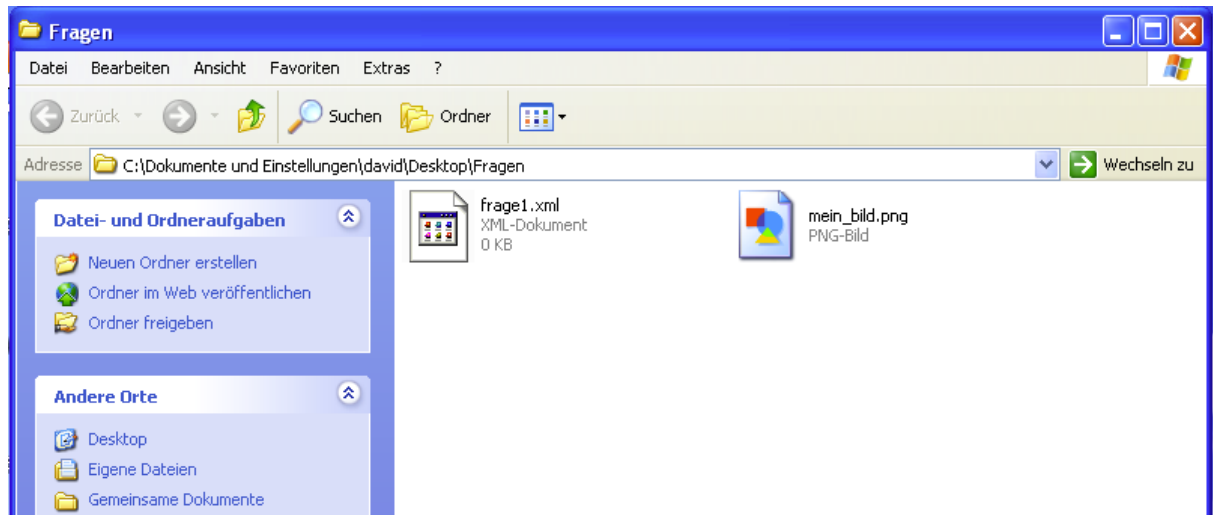 Fragen
Datei Bearbeiten Ansicht Favoriten Extras ?
Zurück Suchen Ordner
Adresse C:\Dokumente und Einstellungen\david\Desktop\Fragen Wechseln zu
Datei- und Ordneraufgaben
Neuen Ordner erstellen
Ordner im Web veröffentlichen
Ordner freigeben
Andere Orte
Desktop
Eigene Dateien
Gemeinsame Dokumente
frage1.xml
XML-Dokument
0 KB
mein_bild.png
PNG-Bild